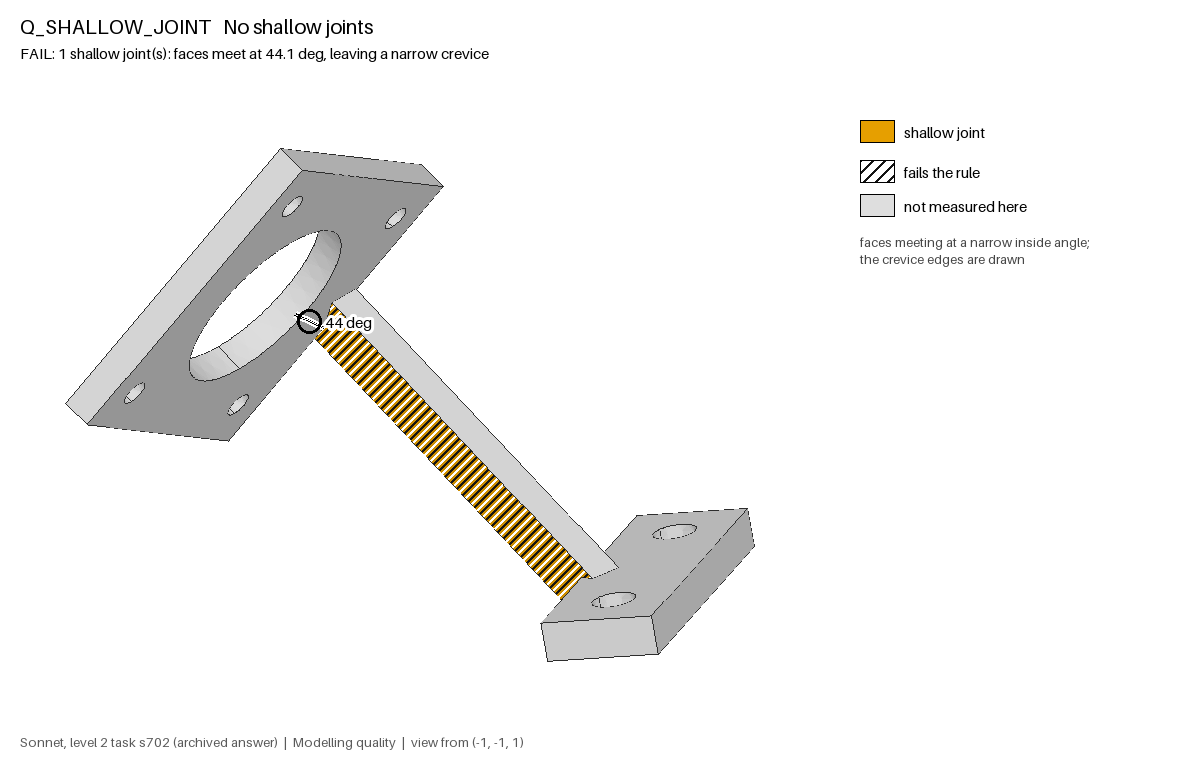 Q_SHALLOW_JOINT No shallow joints
FAIL: 1 shallow joint(s): faces meet at 44.1 deg, leaving a narrow crevice
shallow joint
fails the rule
not measured here
faces meeting at a narrow inside angle;
the crevice edges are drawn
44 deg
Sonnet, level 2 task s702 (archived answer) | Modelling quality | view from (-1, -1, 1)